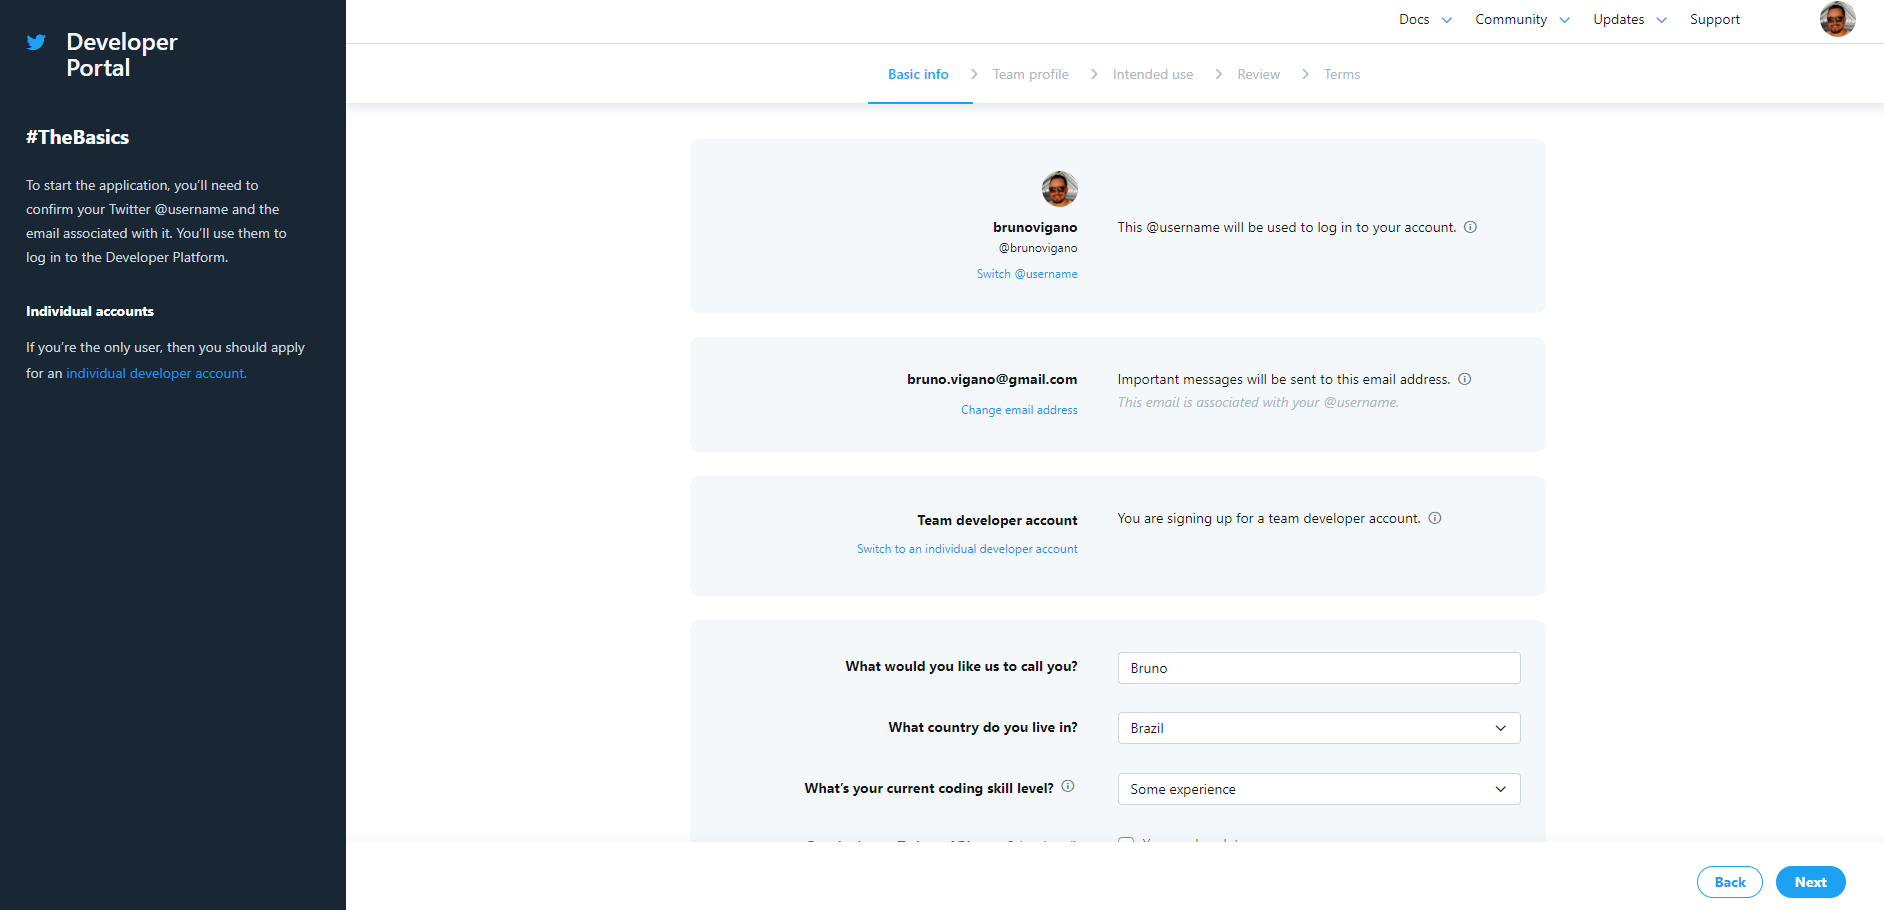 Developer
Portal
#TheBasics
To start the application, you’ll need to
confirm your Twitter @username and the
email associated with it. You’ll use them to
log in to the Developer Platform.
Individual accounts
If you’re the only user, then you should apply
for an individual developer account.
Docs Community Updates Support
Basic info Team profile Intended use Review Terms
brunovigano
@brunovigano
Switch @username
This @username will be used to log in to your account.
bruno.vigano@gmail.com
Change email address
Important messages will be sent to this email address.
This email is associated with your @username.
Team developer account
Switch to an individual developer account
You are signing up for a team developer account.
What would you like us to call you? Bruno
What country do you live in? Brazil
What’s your current coding skill level? Some experience
Back Next